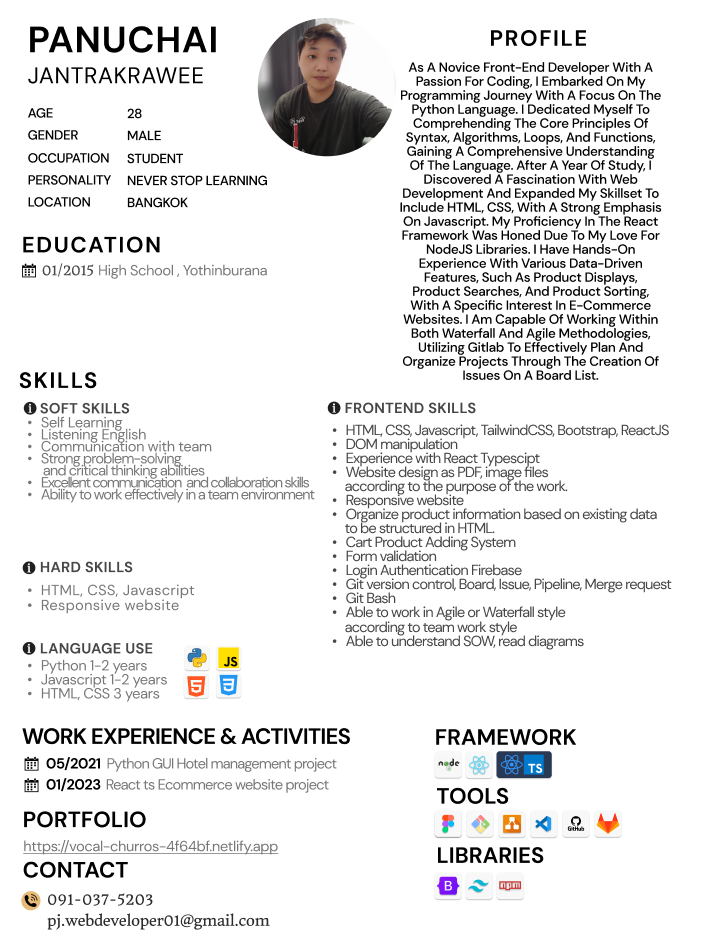 PANUCHAI
JANTRAKRAWEE
AGE 28
GENDER MALE
OCCUPATION STUDENT
PERSONALITY NEVER STOP LEARNING
LOCATION BANGKOK
EDUCATION
01/2015 High School , Yothinburana
PROFILE
As A Novice Front-End Developer With A
Passion For Coding, I Embarked On My
Programming Journey With A Focus On The
Python Language. I Dedicated Myself To
Comprehending The Core Principles Of
Syntax, Algorithms, Loops, And Functions,
Gaining A Comprehensive Understanding
Of The Language. After A Year Of Study, I
Discovered A Fascination With Web
Development And Expanded My Skillset To
Include HTML, CSS, With A Strong Emphasis
On Javascript. My Proficiency In The React
Framework Was Honed Due To My Love For
NodeJS Libraries. I Have Hands-On
Experience With Various Data-Driven
Features, Such As Product Displays,
Product Searches, And Product Sorting,
With A Specific Interest In E-Commerce
Websites. I Am Capable Of Working Within
Both Waterfall And Agile Methodologies,
Utilizing Gitlab To Effectively Plan And
Organize Projects Through The Creation Of
Issues On A Board List.
SKILLS
SOFT SKILLS
• Self Learning
• Listening English
• Communication with team
• Strong problem-solving
and critical thinking abilities
• Excellent communication and collaboration skills
• Ability to work effectively in a team environment
HARD SKILLS
• HTML, CSS, Javascript
• Responsive website
LANGUAGE USE
• Python 1-2 years
• Javascript 1-2 years
• HTML, CSS 3 years
JS
FRONTEND SKILLS
• HTML, CSS, Javascript, TailwindCSS, Bootstrap, ReactJS
• DOM manipulation
• Experience with React Typescipt
• Website design as PDF, image files
according to the purpose of the work.
• Responsive website
• Organize product information based on existing data
to be structured in HTML.
• Cart Product Adding System
• Form validation
• Login Authentication Firebase
• Git version control, Board, Issue, Pipeline, Merge request
• Git Bash
• Able to work in Agile or Waterfall style
according to team work style
• Able to understand SOW, read diagrams
WORK EXPERIENCE & ACTIVITIES
05/2021 Python GUI Hotel management project
01/2023 React ts Ecommerce website project
PORTFOLIO
https://vocal-churros-4f64bf.netlify.app
CONTACT
091-037-5203
pj.webdeveloper01@gmail.com
FRAMEWORK
node TS
TOOLS
GitHub
LIBRARIES
B npm